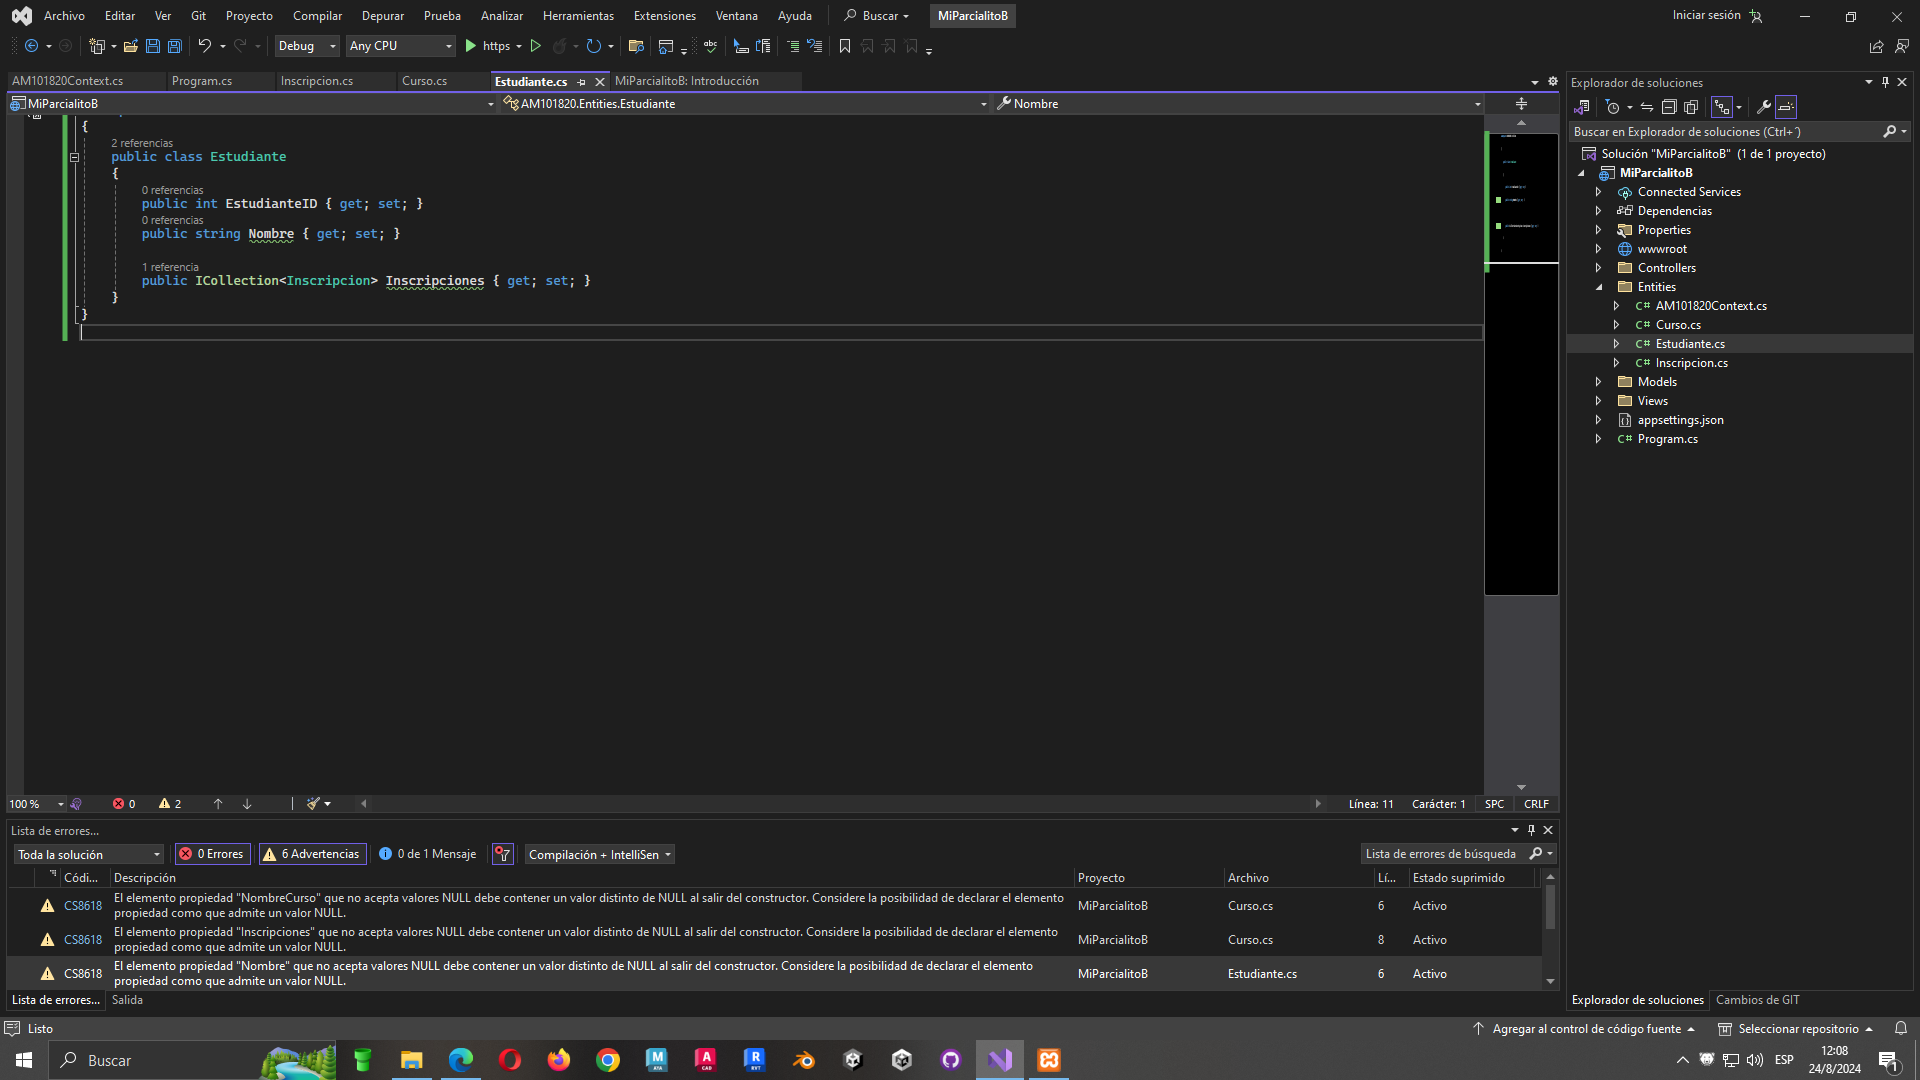 Archivo Editar Ver Git Proyecto Compilar Depurar Prueba Analizar Herramientas Extensiones Ventana Ayuda Buscar MiParcialitoB Iniciar sesión
Debug Any CPU https
AM101820Context.cs Program.cs Inscripcion.cs Curso.cs Estudiante.cs MiParcialitoB: Introducción
MiParcialitoB AM101820.Entities.Estudiante Nombre
{
2 referencias
public class Estudiante
{
0 referencias
public int EstudianteID { get; set; }
0 referencias
public string Nombre { get; set; }
1 referencia
public ICollection<Inscripcion> Inscripciones { get; set; }
}
}
100 % 0 2 Línea: 11 Carácter: 1 SPC CRLF
Lista de errores...
Toda la solución 0 Errores 6 Advertencias 0 de 1 Mensaje Compilación + IntelliSen Lista de errores de búsqueda
Códi... Descripción Proyecto Archivo Lí... Estado suprimido
CS8618 El elemento propiedad "NombreCurso" que no acepta valores NULL debe contener un valor distinto de NULL al salir del constructor. Considere la posibilidad de declarar el elemento
propiedad como que admite un valor NULL. MiParcialitoB Curso.cs 6 Activo
CS8618 El elemento propiedad "Inscripciones" que no acepta valores NULL debe contener un valor distinto de NULL al salir del constructor. Considere la posibilidad de declarar el elemento
propiedad como que admite un valor NULL. MiParcialitoB Curso.cs 8 Activo
CS8618 El elemento propiedad "Nombre" que no acepta valores NULL debe contener un valor distinto de NULL al salir del constructor. Considere la posibilidad de declarar el elemento
propiedad como que admite un valor NULL. MiParcialitoB Estudiante.cs 6 Activo
Lista de errores... Salida
Explorador de soluciones
Buscar en Explorador de soluciones (Ctrl+´)
Solución "MiParcialitoB" (1 de 1 proyecto)
MiParcialitoB
Connected Services
Dependencias
Properties
wwwroot
Controllers
Entities
C# AM101820Context.cs
C# Curso.cs
C# Estudiante.cs
C# Inscripcion.cs
Models
Views
appsettings.json
C# Program.cs
Explorador de soluciones Cambios de GIT
Listo Agregar al control de código fuente Seleccionar repositorio
Buscar ESP 12:08
24/8/2024 1